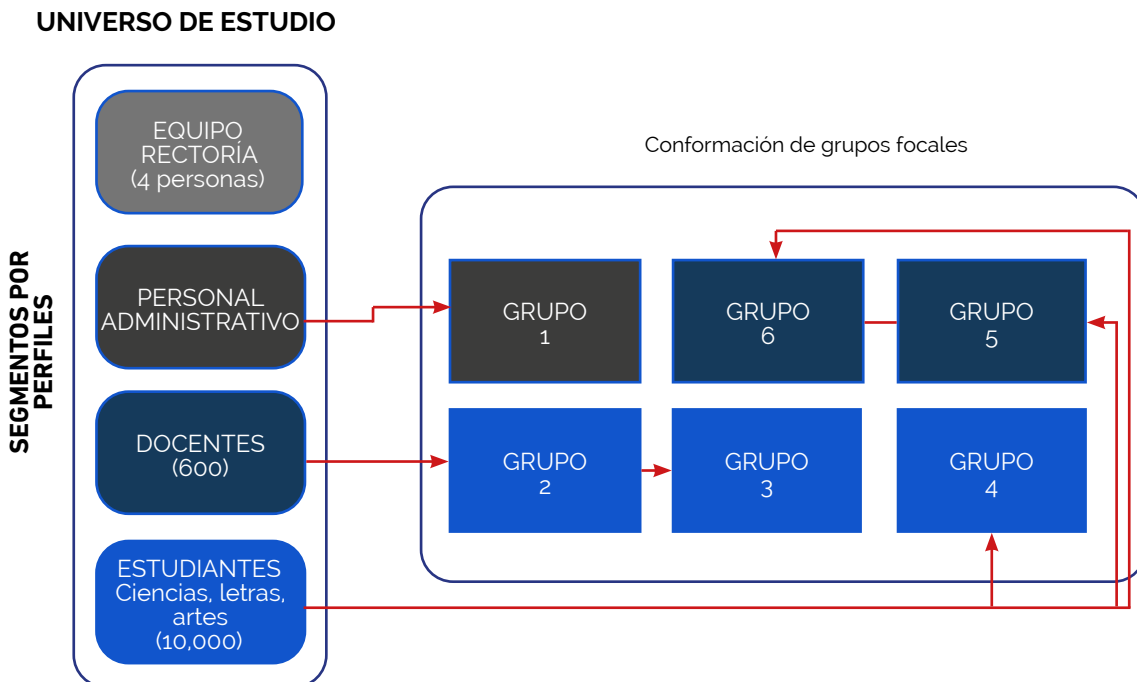 UNIVERSO DE ESTUDIO
SEGMENTOS POR
PERFILES
EQUIPO
RECTORÍA
(4 personas)
PERSONAL
ADMINISTRATIVO
DOCENTES
(600)
ESTUDIANTES
Ciencias, letras,
artes
(10,000)
Conformación de grupos focales
GRUPO
1
GRUPO
6
GRUPO
5
GRUPO
2
GRUPO
3
GRUPO
4